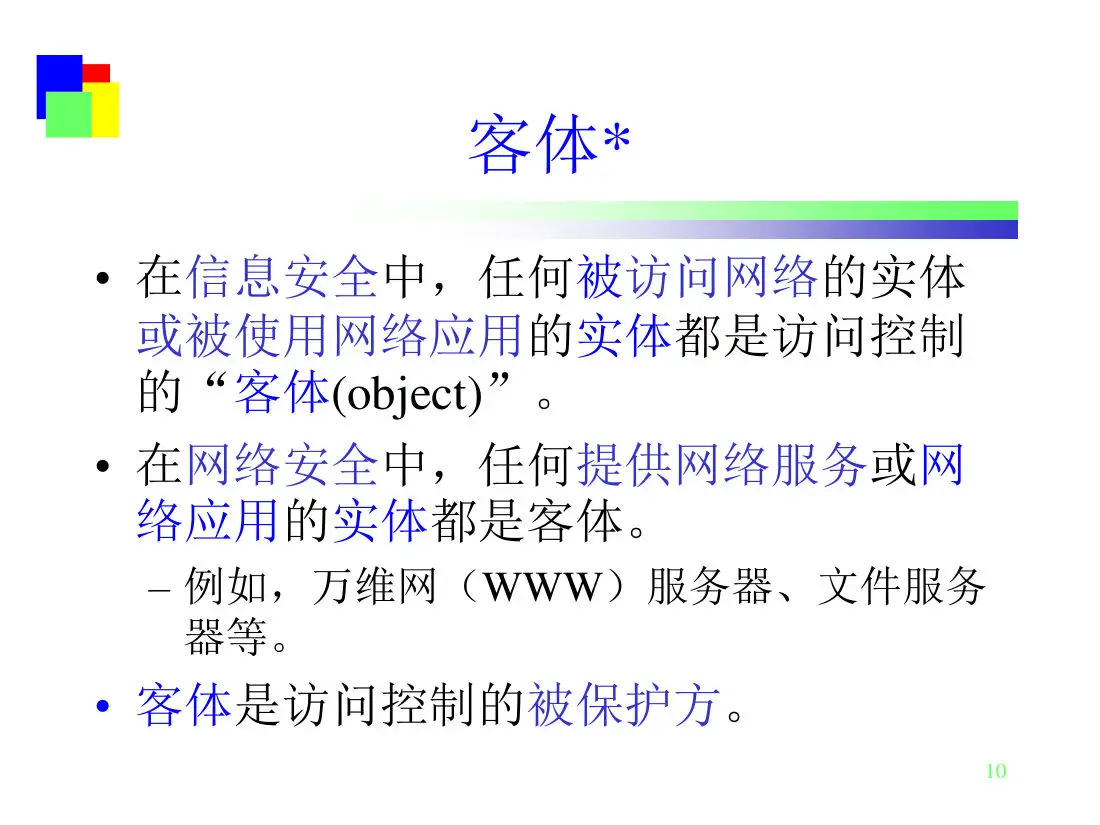 客体*
• 在信息安全中，任何被访问网络的实体
或被使用网络应用的实体都是访问控制
的“客体(object)”。
• 在网络安全中，任何提供网络服务或网
络应用的实体都是客体。
– 例如，万维网（WWW）服务器、文件服务
器等。
• 客体是访问控制的被保护方。
10